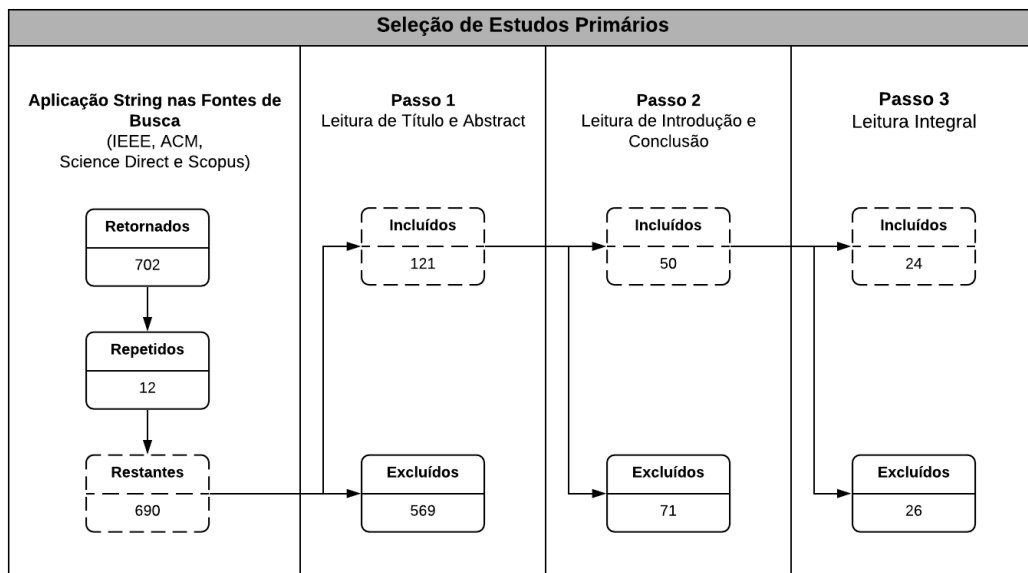 Seleção de Estudos Primários
Aplicação String nas Fontes de
Busca
(IEEE, ACM,
Science Direct e Scopus)
Retornados
702
Repetidos
12
Restantes
690
Passo 1
Leitura de Título e Abstract
Incluídos
121
Excluídos
569
Passo 2
Leitura de Introdução e
Conclusão
Incluídos
50
Excluídos
71
Passo 3
Leitura Integral
Incluídos
24
Excluídos
26